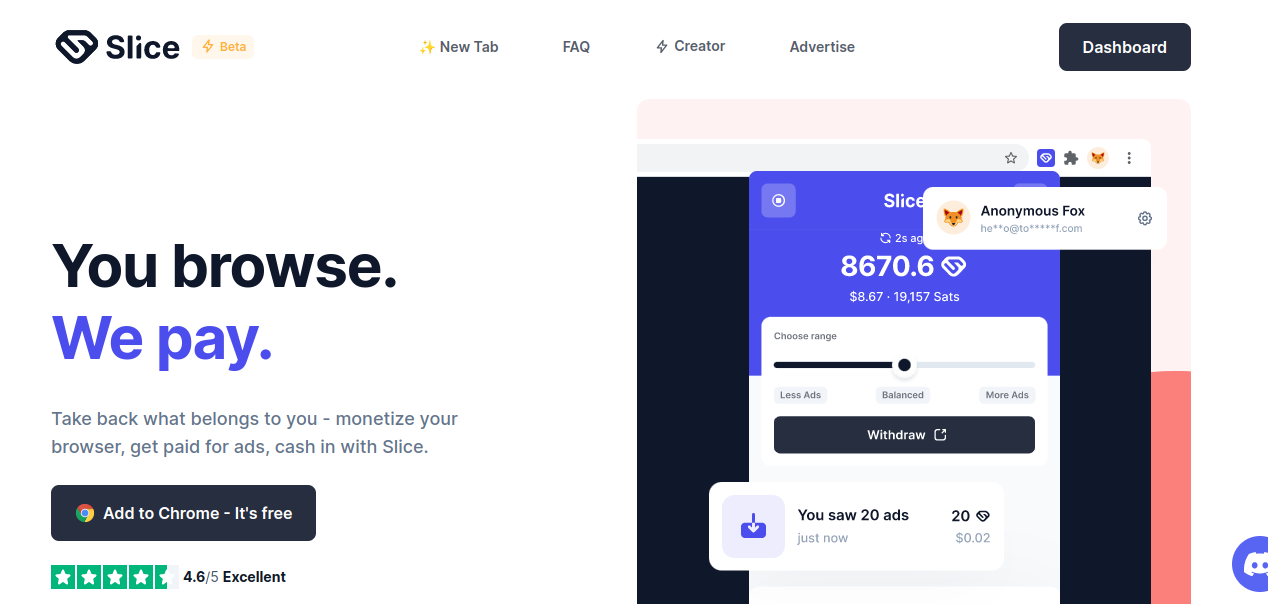 Slice
Beta
✨ New Tab
FAQ
Creator
Advertise
Dashboard
You browse.
We pay.
Take back what belongs to you - monetize your
browser, get paid for ads, cash in with Slice.
Add to Chrome - It's free
4.6/5 Excellent
Slice
Anonymous Fox
he**o@to*****f.com
2s ag
8670.6
$8.67 · 19,157 Sats
Choose range
Less Ads
Balanced
More Ads
Withdraw
You saw 20 ads
20
just now
$0.02